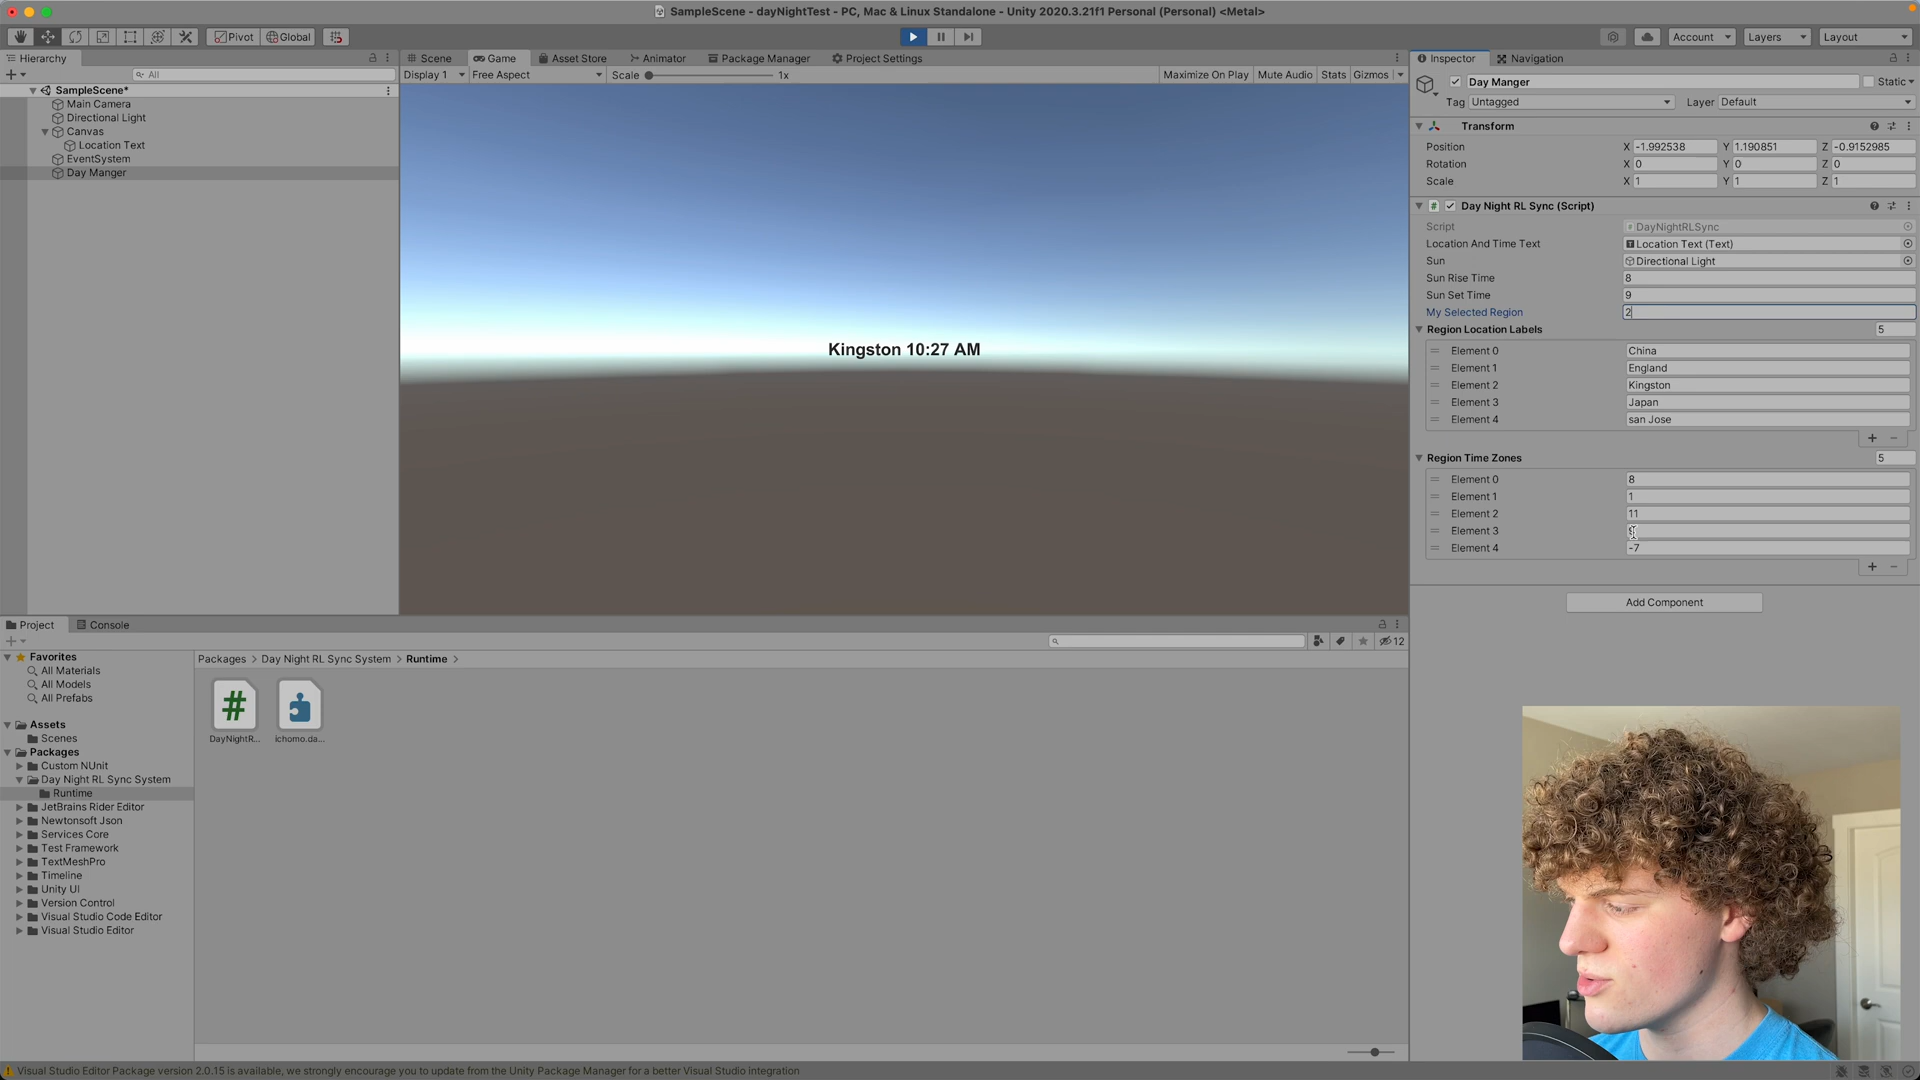 SampleScene - dayNightTest - PC, Mac & Linux Standalone - Unity 2020.3.21f1 Personal (Personal) <Metal>
Pivot Global Account Layers Layout
Hierarchy
All
SampleScene*
Main Camera
Directional Light
Canvas
Location Text
EventSystem
Day Manger
Scene Game Asset Store Animator Package Manager Project Settings
Display 1 Free Aspect Scale 1x Maximize On Play Mute Audio Stats Gizmos
Kingston 10:27 AM
Inspector Navigation
Day Manger Static
Tag Untagged Layer Default
Transform
Position X -1.992538 Y 1.190851 Z -0.9152985
Rotation X 0 Y 0 Z 0
Scale X 1 Y 1 Z 1
Day Night RL Sync (Script)
Script DayNightRLSync
Location And Time Text Location Text (Text)
Sun Directional Light
Sun Rise Time 8
Sun Set Time 9
My Selected Region 2
Region Location Labels 5
Element 0 China
Element 1 England
Element 2 Kingston
Element 3 Japan
Element 4 san Jose
Region Time Zones 5
Element 0 8
Element 1 1
Element 2 11
Element 3
Element 4 -7
Add Component
Project Console
12
Favorites
All Materials
All Models
All Prefabs
Assets
Scenes
Packages
Custom NUnit
Day Night RL Sync System
Runtime
JetBrains Rider Editor
Newtonsoft Json
Services Core
Test Framework
TextMeshPro
Timeline
Unity UI
Version Control
Visual Studio Code Editor
Visual Studio Editor
Packages > Day Night RL Sync System > Runtime >
DayNightR... ichomo.da...
Visual Studio Editor Package version 2.0.15 is available, we strongly encourage you to update from the Unity Package Manager for a better Visual Studio integration